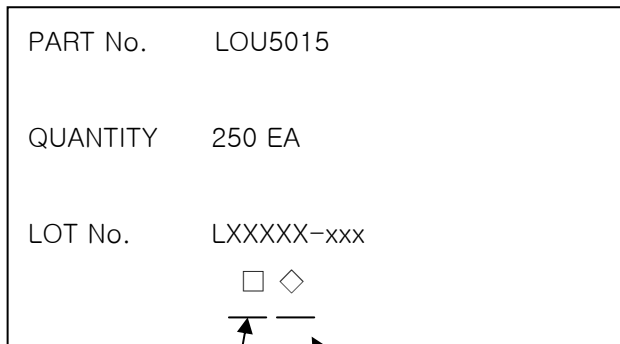 PART No. LOU5015
QUANTITY 250 EA
LOT No. LXXXXX-xxx
□ ◇